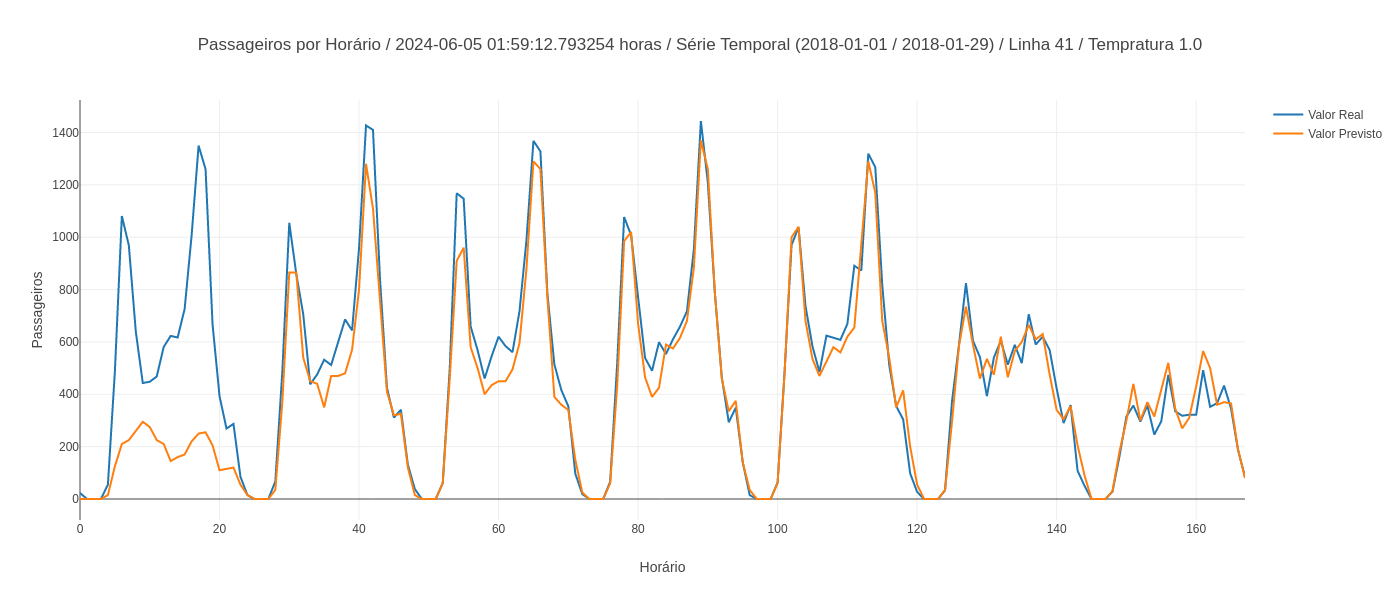 Passageiros por Horário / 2024-06-05 01:59:12.793254 horas / Série Temporal (2018-01-01 / 2018-01-29) / Linha 41 / Tempratura 1.0
Valor Real
Valor Previsto
Passageiros
1400
1200
1000
800
600
400
200
0
0 20 40 60 80 100 120 140 160
Horário